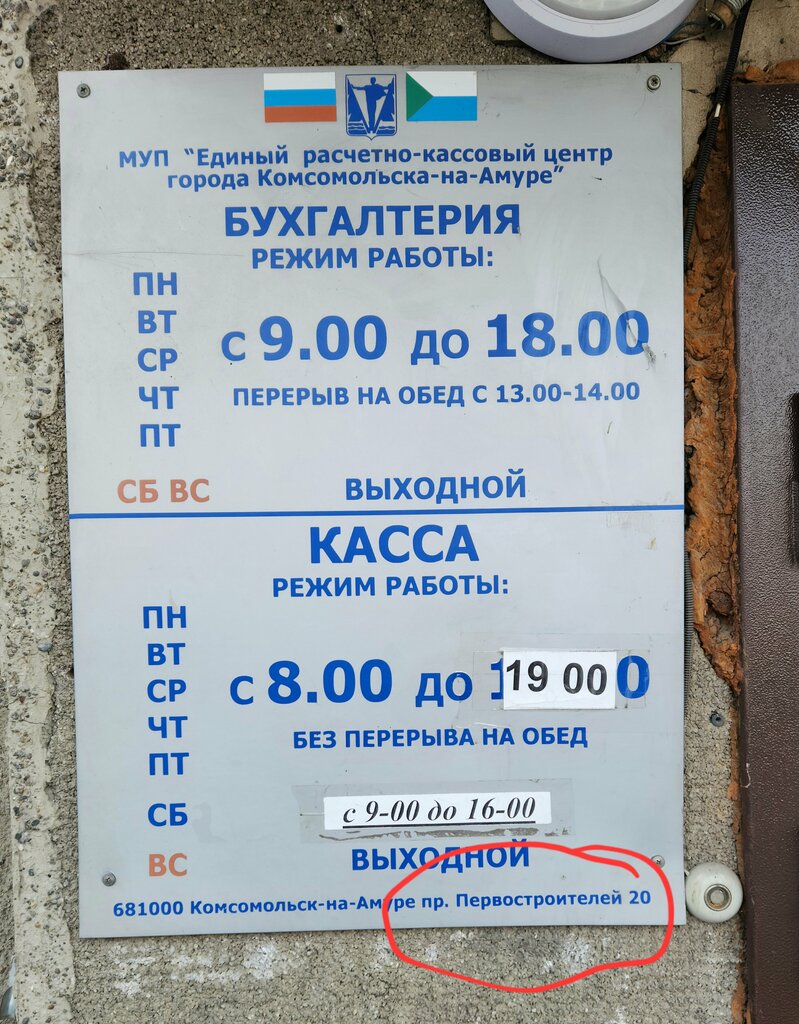 МУП "Единый расчетно-кассовый центр
города Комсомольска-на-Амуре"
БУХГАЛТЕРИЯ
РЕЖИМ РАБОТЫ:
ПН
ВТ
СР
ЧТ
ПТ
с 9.00 до 18.00
ПЕРЕРЫВ НА ОБЕД С 13.00-14.00
СБ ВС ВЫХОДНОЙ
КАССА
РЕЖИМ РАБОТЫ:
ПН
ВТ
СР
ЧТ
ПТ
с 8.00 до 19 00
БЕЗ ПЕРЕРЫВА НА ОБЕД
СБ с 9-00 до 16-00
ВС ВЫХОДНОЙ
681000 Комсомольск-на-Амуре пр. Первостроителей 20